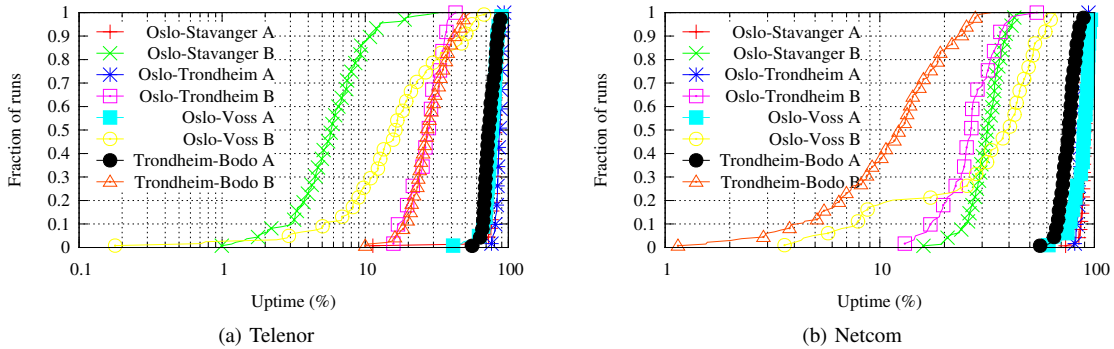 1
0.9
0.8
0.7
0.6
0.5
0.4
0.3
0.2
0.1
0
Fraction of runs
Oslo-Stavanger A
Oslo-Stavanger B
Oslo-Trondheim A
Oslo-Trondheim B
Oslo-Voss A
Oslo-Voss B
Trondheim-Bodo A
Trondheim-Bodo B
0.1 1 10 100
Uptime (%)
(a) Telenor
1
0.9
0.8
0.7
0.6
0.5
0.4
0.3
0.2
0.1
0
Fraction of runs
Oslo-Stavanger A
Oslo-Stavanger B
Oslo-Trondheim A
Oslo-Trondheim B
Oslo-Voss A
Oslo-Voss B
Trondheim-Bodo A
Trondheim-Bodo B
1 10 100
Uptime (%)
(b) Netcom